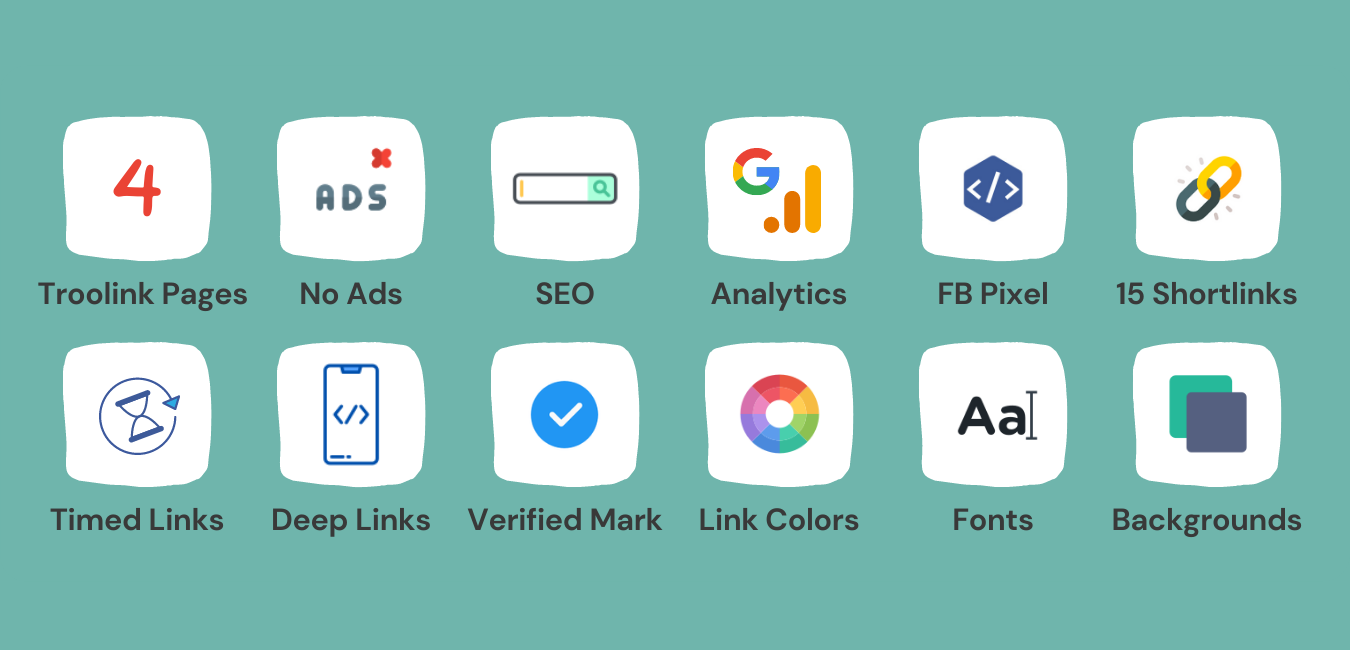 4
ADS
</>
Troolink Pages
No Ads
SEO
Analytics
FB Pixel
15 Shortlinks
</>
Aa
Timed Links
Deep Links
Verified Mark
Link Colors
Fonts
Backgrounds